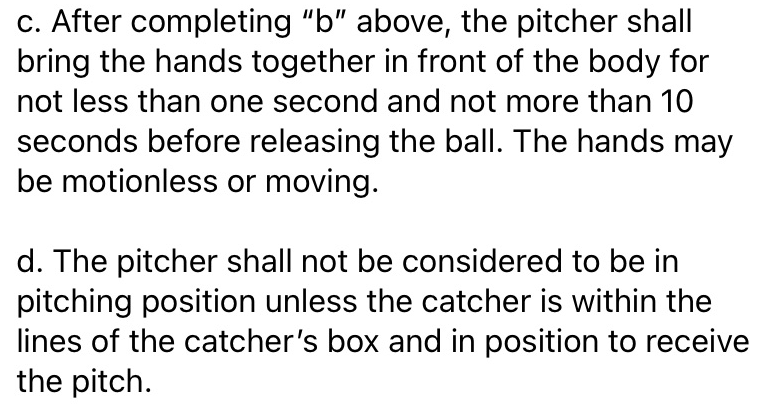 c. After completing “b” above, the pitcher shall
bring the hands together in front of the body for
not less than one second and not more than 10
seconds before releasing the ball. The hands may
be motionless or moving.
d. The pitcher shall not be considered to be in
pitching position unless the catcher is within the
lines of the catcher’s box and in position to receive
the pitch.